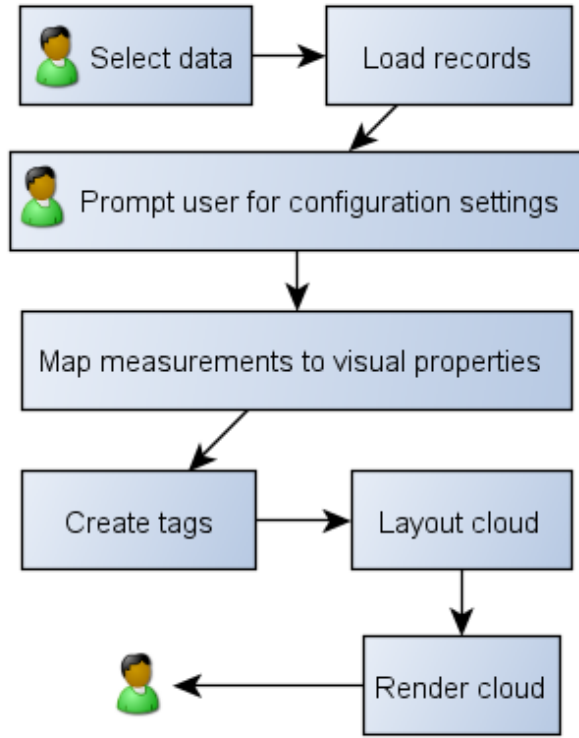 Select data
Load records
Prompt user for configuration settings
Map measurements to visual properties
Create tags
Layout cloud
Render cloud